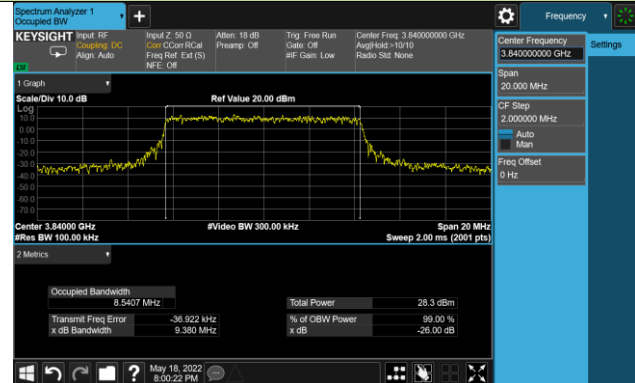 Spectrum Analyzer 1
Occupied BW
Frequency
KEYSIGHT
Input: RF
Coupling: DC
Align: Auto
Input Z: 50 Ω
Corr CCorr RCal
Freq Ref: Ext (S)
NFE: Off
Atten: 18 dB
Preamp: Off
Trig: Free Run
Gate: Off
#IF Gain: Low
Center Freq: 3.840000000 GHz
Avg|Hold:>10/10
Radio Std: None
LXI
Center Frequency
3.840000000 GHz
Settings
Span
20.000 MHz
CF Step
2.000000 MHz
Auto
Man
Freq Offset
0 Hz
1 Graph
Scale/Div 10.0 dB
Ref Value 20.00 dBm
Log
10.0
0.00
-10.0
-20.0
-30.0
-40.0
-50.0
-60.0
-70.0
Center 3.84000 GHz
#Video BW 300.00 kHz
Span 20 MHz
#Res BW 100.00 kHz
Sweep 2.00 ms (2001 pts)
2 Metrics
Occupied Bandwidth
8.5407 MHz
Total Power 28.3 dBm
Transmit Freq Error -36.922 kHz
% of OBW Power 99.00 %
x dB Bandwidth 9.380 MHz
x dB -26.00 dB
May 18, 2022
8:00:22 PM